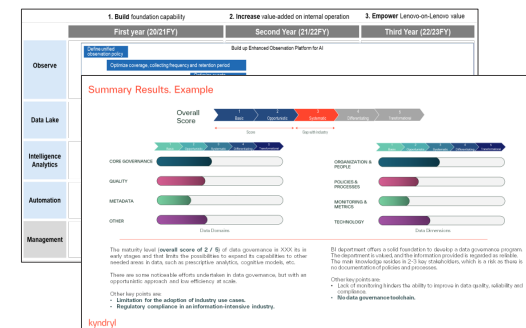 1. Build foundation capability
2. Increase value-added on internal operation
3. Empower Lenovo-on-Lenovo value
First year (20/21FY)
Second Year (21/22FY)
Third Year (22/23FY)
Observe
Define unified observation policy
Build up Enhanced Observation Platform for AI
Optimize coverage, collecting frequency and retention period
Data Lake
Intelligence Analytics
Automation
Management
Summary Results. Example
Overall Score
1
2
3
4
5
Basic
Opportunistic
Systematic
Differentiating
Transformational
Score
CORE GOVERNANCE
QUALITY
METADATA
OTHER
Data Domains
ORGANIZATION & PEOPLE
POLICIES & PROCESSES
MONITORING & METRICS
TECHNOLOGY
Data Dimensions
The maturity level (overall score of 2 / 5) of data governance in XXX its in
early stages and that limits the possibilities to expand its capabilities to other
needed areas in data, such as prescriptive analytics, cognitive models, etc.
There are some noticeable efforts undertaken in data governance, but with an
opportunistic approach and low efficiency at scale.
Other key points are:
- Limitation for the adoption of industry use cases.
- Regulatory compliance in an information-intensive industry.
BI department offers a solid foundation to develop a data governance program.
The department is valued, and the information provided is regarded as reliable.
The main knowledge resides in 2-3 key stakeholders, which is a risk as there is
no documentation of policies and processes.
Other key points are:
• Lack of monitoring hinders the ability to improve in data quality, reliability and
compliance.
• No data governance toolchain.
kyndryl